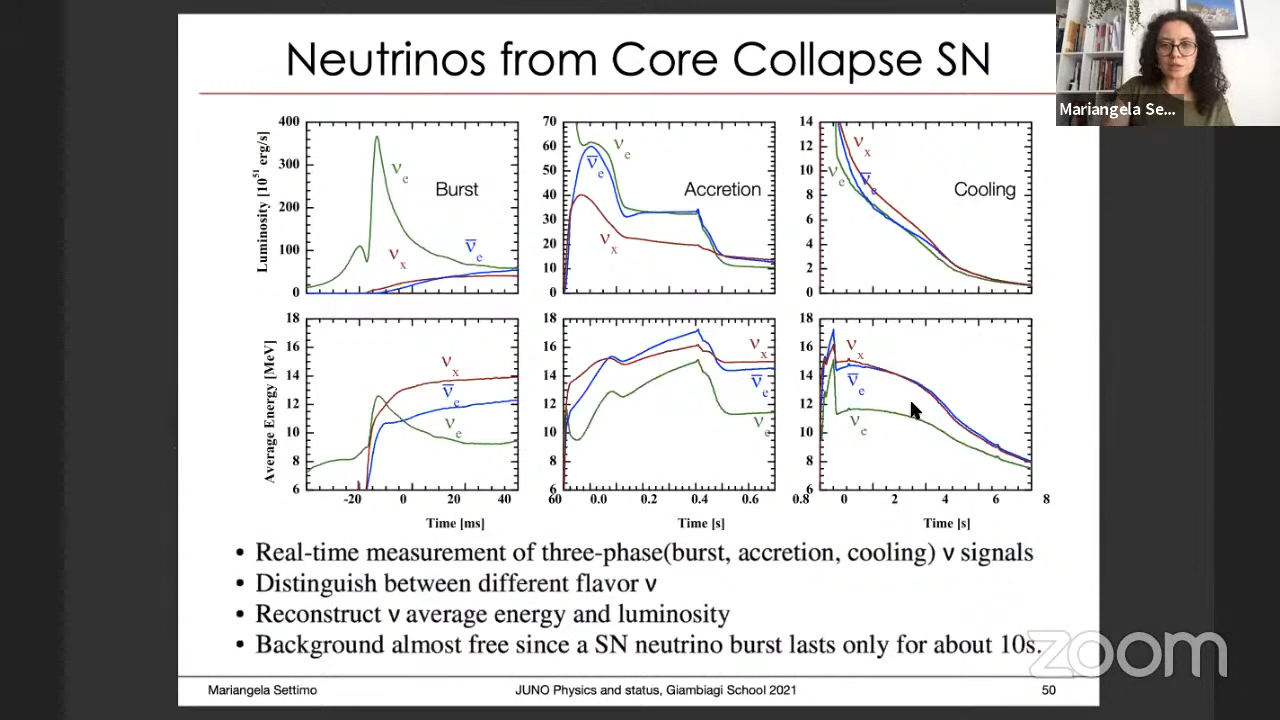 Neutrinos from Core Collapse SN
Mariangela Se...
400
300
200
100
0
Luminosity [10⁵¹ erg/s]
νₑ
Burst
νₓ
ν̅ₑ
70
60
50
40
30
20
10
0
νₑ
ν̅ₑ
νₓ
Accretion
14
12
10
8
6
4
2
0
νₓ
νₑ
ν̅ₑ
Cooling
18
16
14
12
10
8
6
Average Energy [MeV]
νₓ
ν̅ₑ
νₑ
-20 0 20 40 60
Time [ms]
18
16
14
12
10
8
6
νₓ
ν̅ₑ
νₑ
0.0 0.2 0.4 0.6 0.8
Time [s]
18
16
14
12
10
8
6
νₓ
ν̅ₑ
νₑ
0 2 4 6 8
Time [s]
• Real-time measurement of three-phase(burst, accretion, cooling) ν signals
• Distinguish between different flavor ν
• Reconstruct ν average energy and luminosity
• Background almost free since a SN neutrino burst lasts only for about 10s.
zoom
Mariangela Settimo JUNO Physics and status, Giambiagi School 2021 50